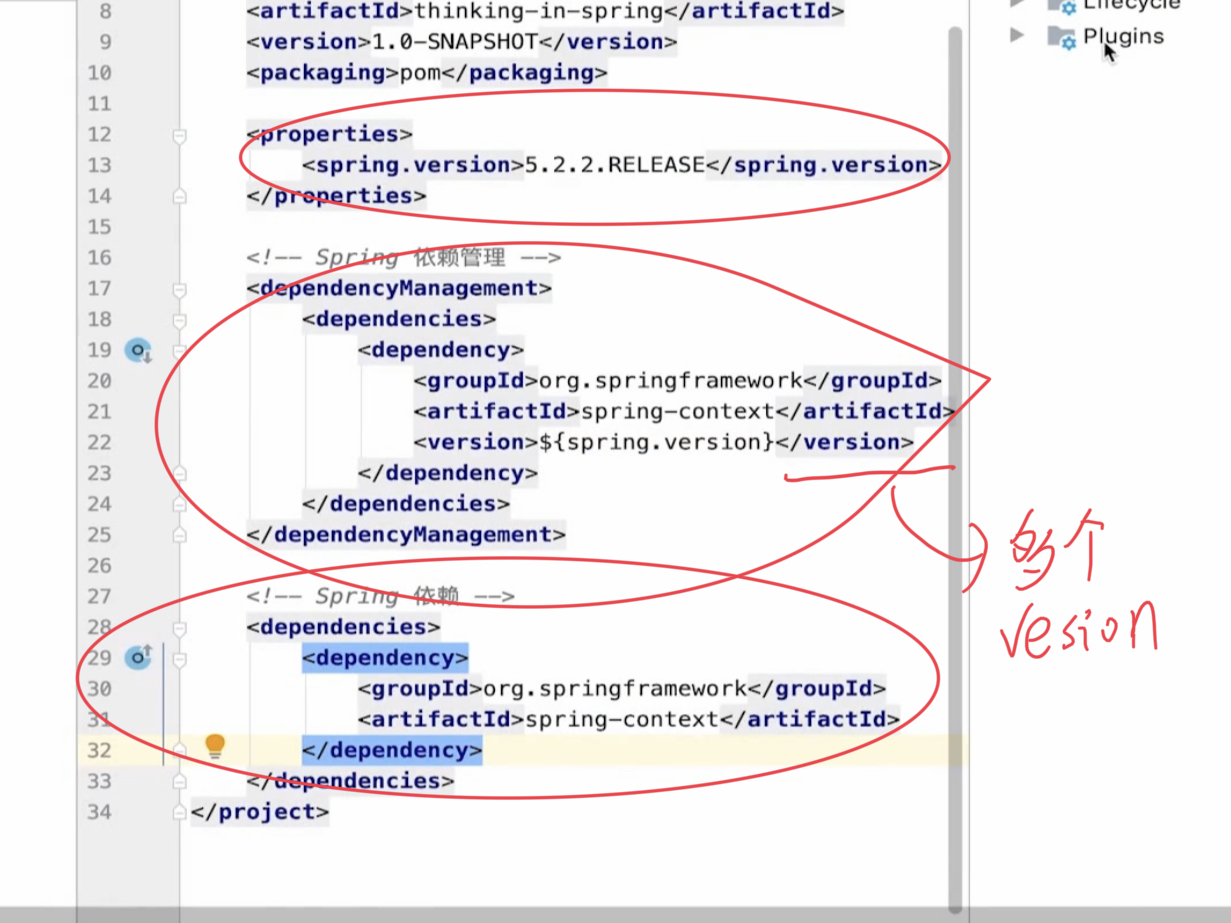 8 <artifactId>thinking-in-spring</artifactId>
9 <version>1.0-SNAPSHOT</version>
10 <packaging>pom</packaging>
11
12 <properties>
13 <spring.version>5.2.2.RELEASE</spring.version>
14 </properties>
15
16 <!-- Spring 依赖管理 -->
17 <dependencyManagement>
18 <dependencies>
19 <dependency>
20 <groupId>org.springframework</groupId>
21 <artifactId>spring-context</artifactId>
22 <version>${spring.version}</version>
23 </dependency>
24 </dependencies>
25 </dependencyManagement>
26
27 <!-- Spring 依赖 -->
28 <dependencies>
29 <dependency>
30 <groupId>org.springframework</groupId>
31 <artifactId>spring-context</artifactId>
32 </dependency>
33 </dependencies>
34 </project>
Lifecycle
Plugins
多个
vesion